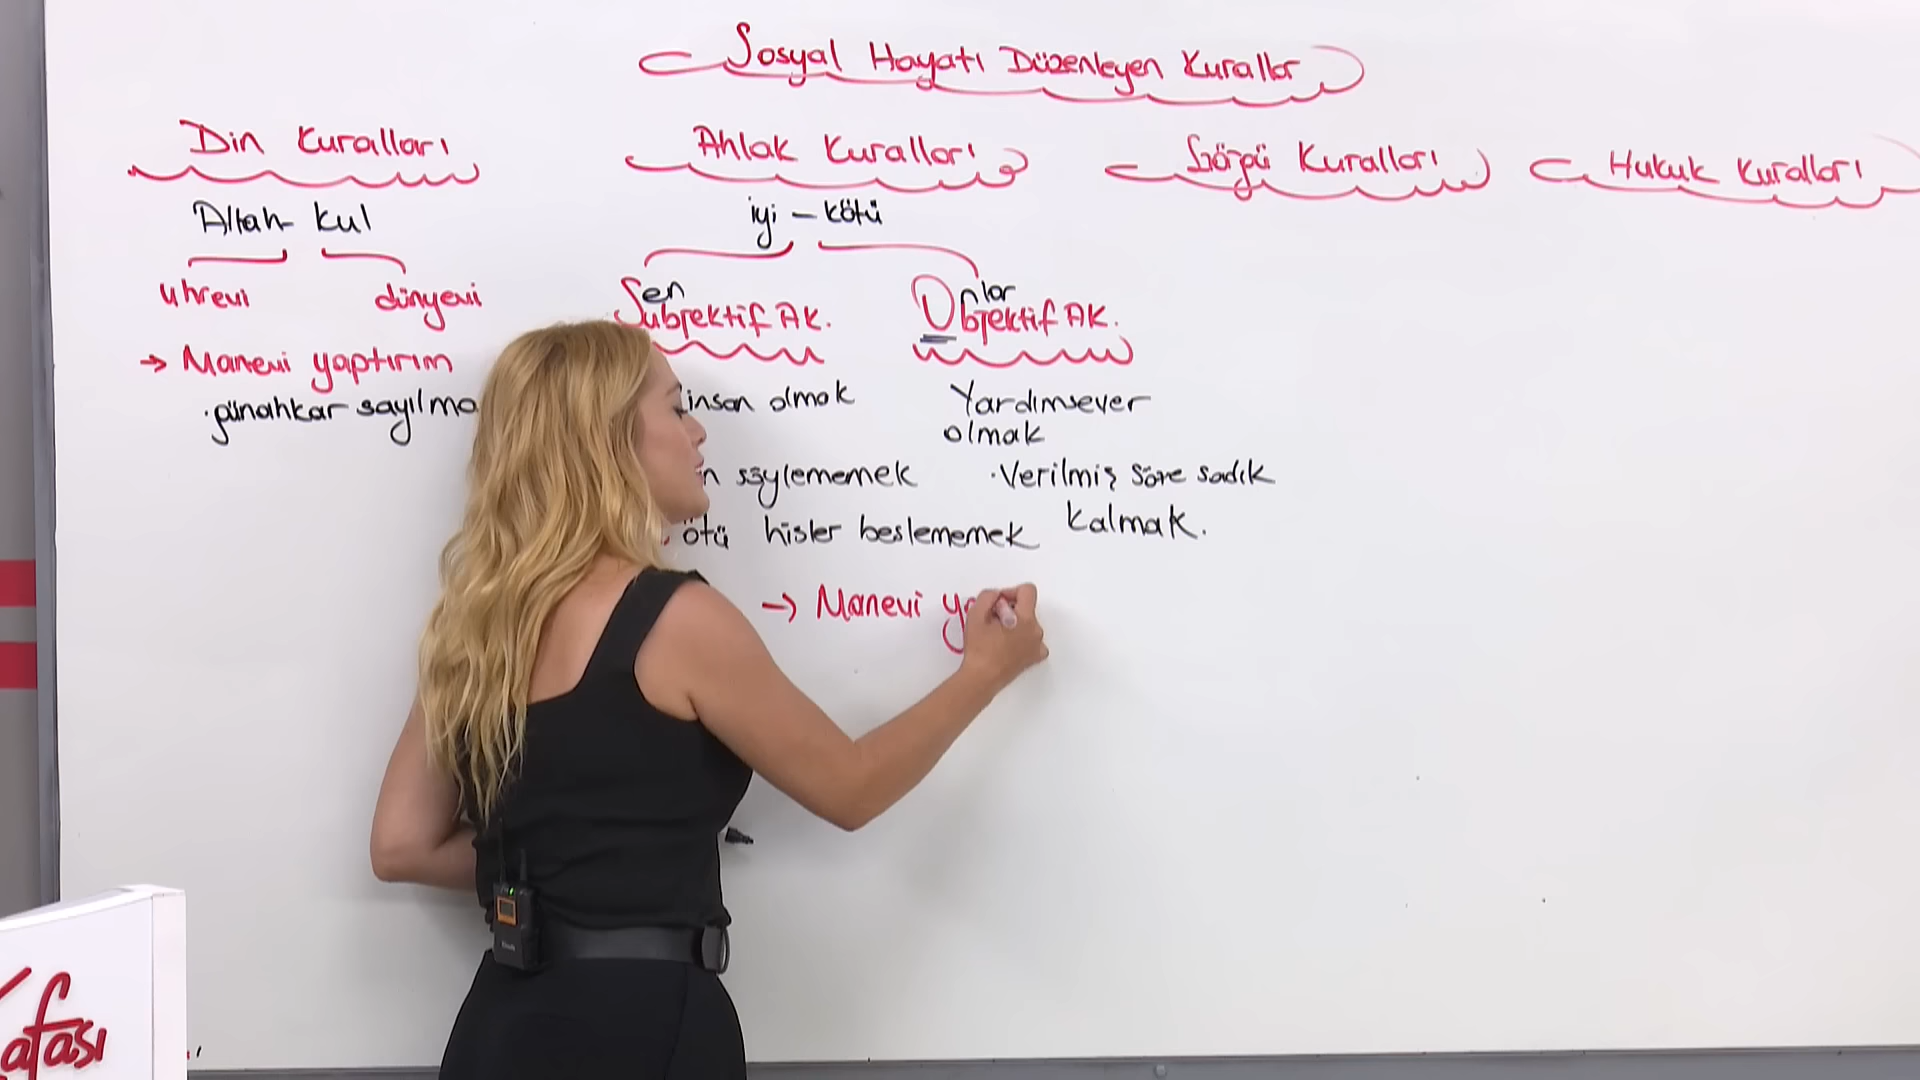 Sosyal Hayatı Düzenleyen Kurallar
Din Kuralları
Allah - kul
uhrevi
dünyevi
→ Manevi yaptırım
· günahkar sayılma
Ahlak Kuralları
iyi – kötü
Sen
Subjektif AK.
insan olmak
söylememek
hisler beslememek
Onlar
Objektif AK.
Yardımsever
olmak
· Verilmiş söze sadık
kalmak.
→ Manevi
Görgü Kuralları
Hukuk Kuralları
afası